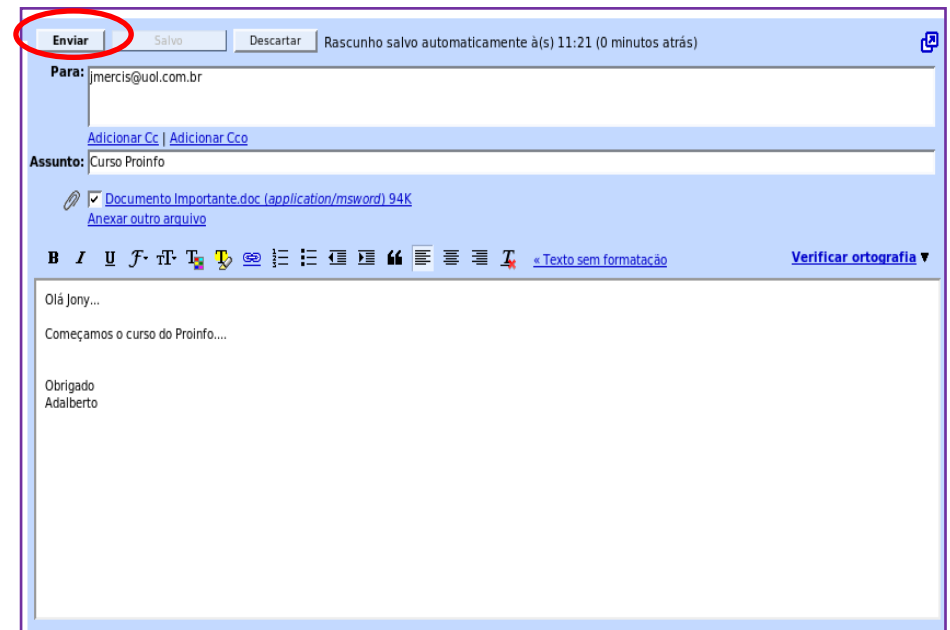 Enviar Salvo Descartar Rascunho salvo automaticamente à(s) 11:21 (0 minutos atrás)
Para: jmercis@uol.com.br
Adicionar Cc | Adicionar Cco
Assunto: Curso Proinfo
Documento Importante.doc (application/msword) 94K
Anexar outro arquivo
« Texto sem formatação Verificar ortografia ▼
Olá Jony...
Começamos o curso do Proinfo....
Obrigado
Adalberto